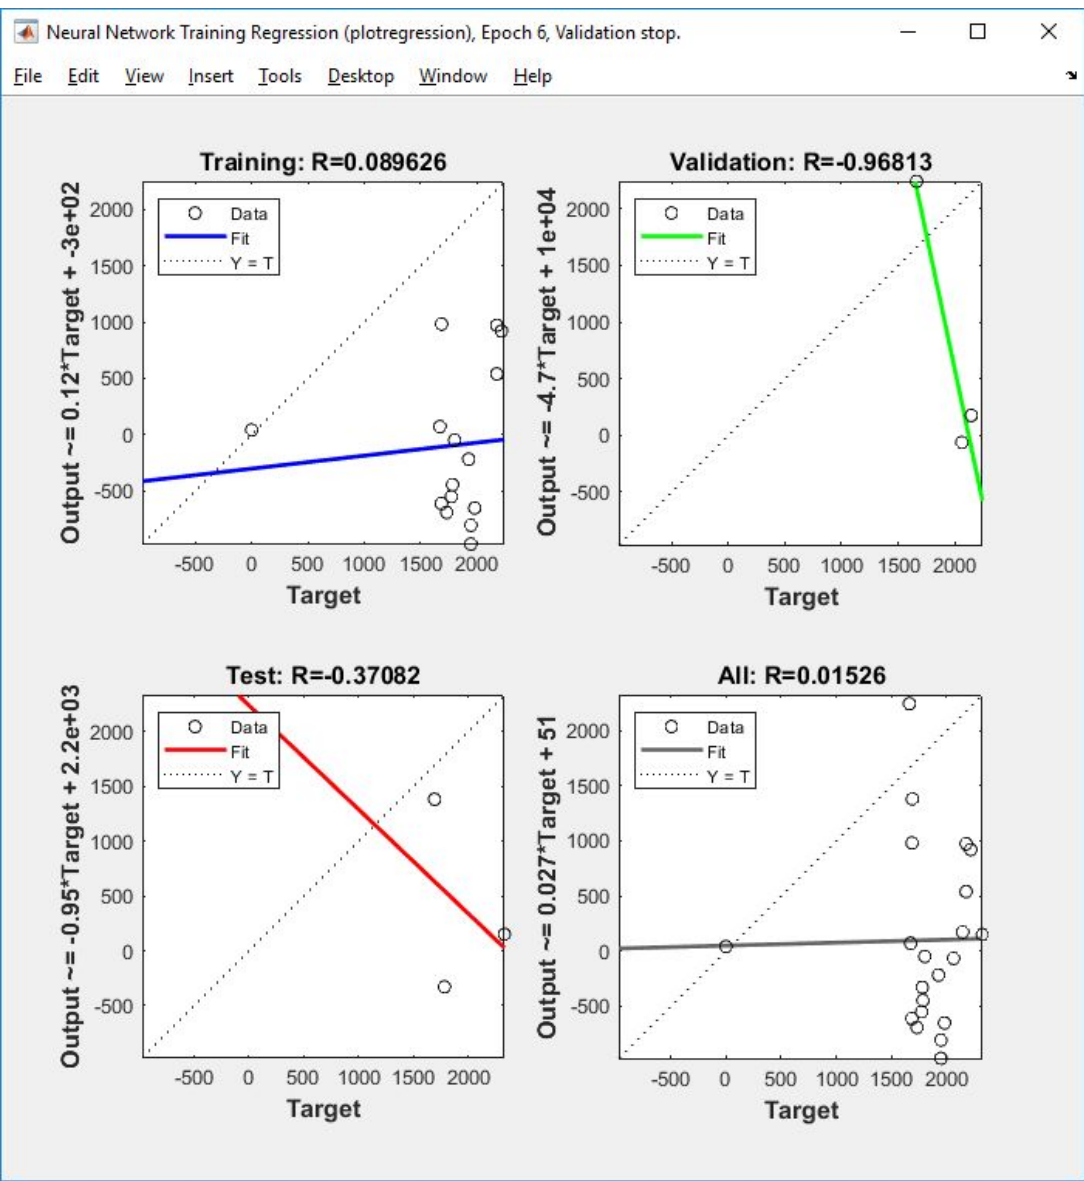 Neural Network Training Regression (plotregression), Epoch 6, Validation stop.
File Edit View Insert Tools Desktop Window Help
Training: R=0.089626
Output ~= 0.12*Target + -3e+02
2000
1500
1000
500
0
-500
Data
Fit
Y = T
-500 0 500 1000 1500 2000
Target
Validation: R=-0.96813
Output ~= -4.7*Target + 1e+04
2000
1500
1000
500
0
-500
Data
Fit
Y = T
-500 0 500 1000 1500 2000
Target
Test: R=-0.37082
Output ~= -0.95*Target + 2.2e+03
2000
1500
1000
500
0
-500
Data
Fit
Y = T
-500 0 500 1000 1500 2000
Target
All: R=0.01526
Output ~= 0.027*Target + 51
2000
1500
1000
500
0
-500
Data
Fit
Y = T
-500 0 500 1000 1500 2000
Target